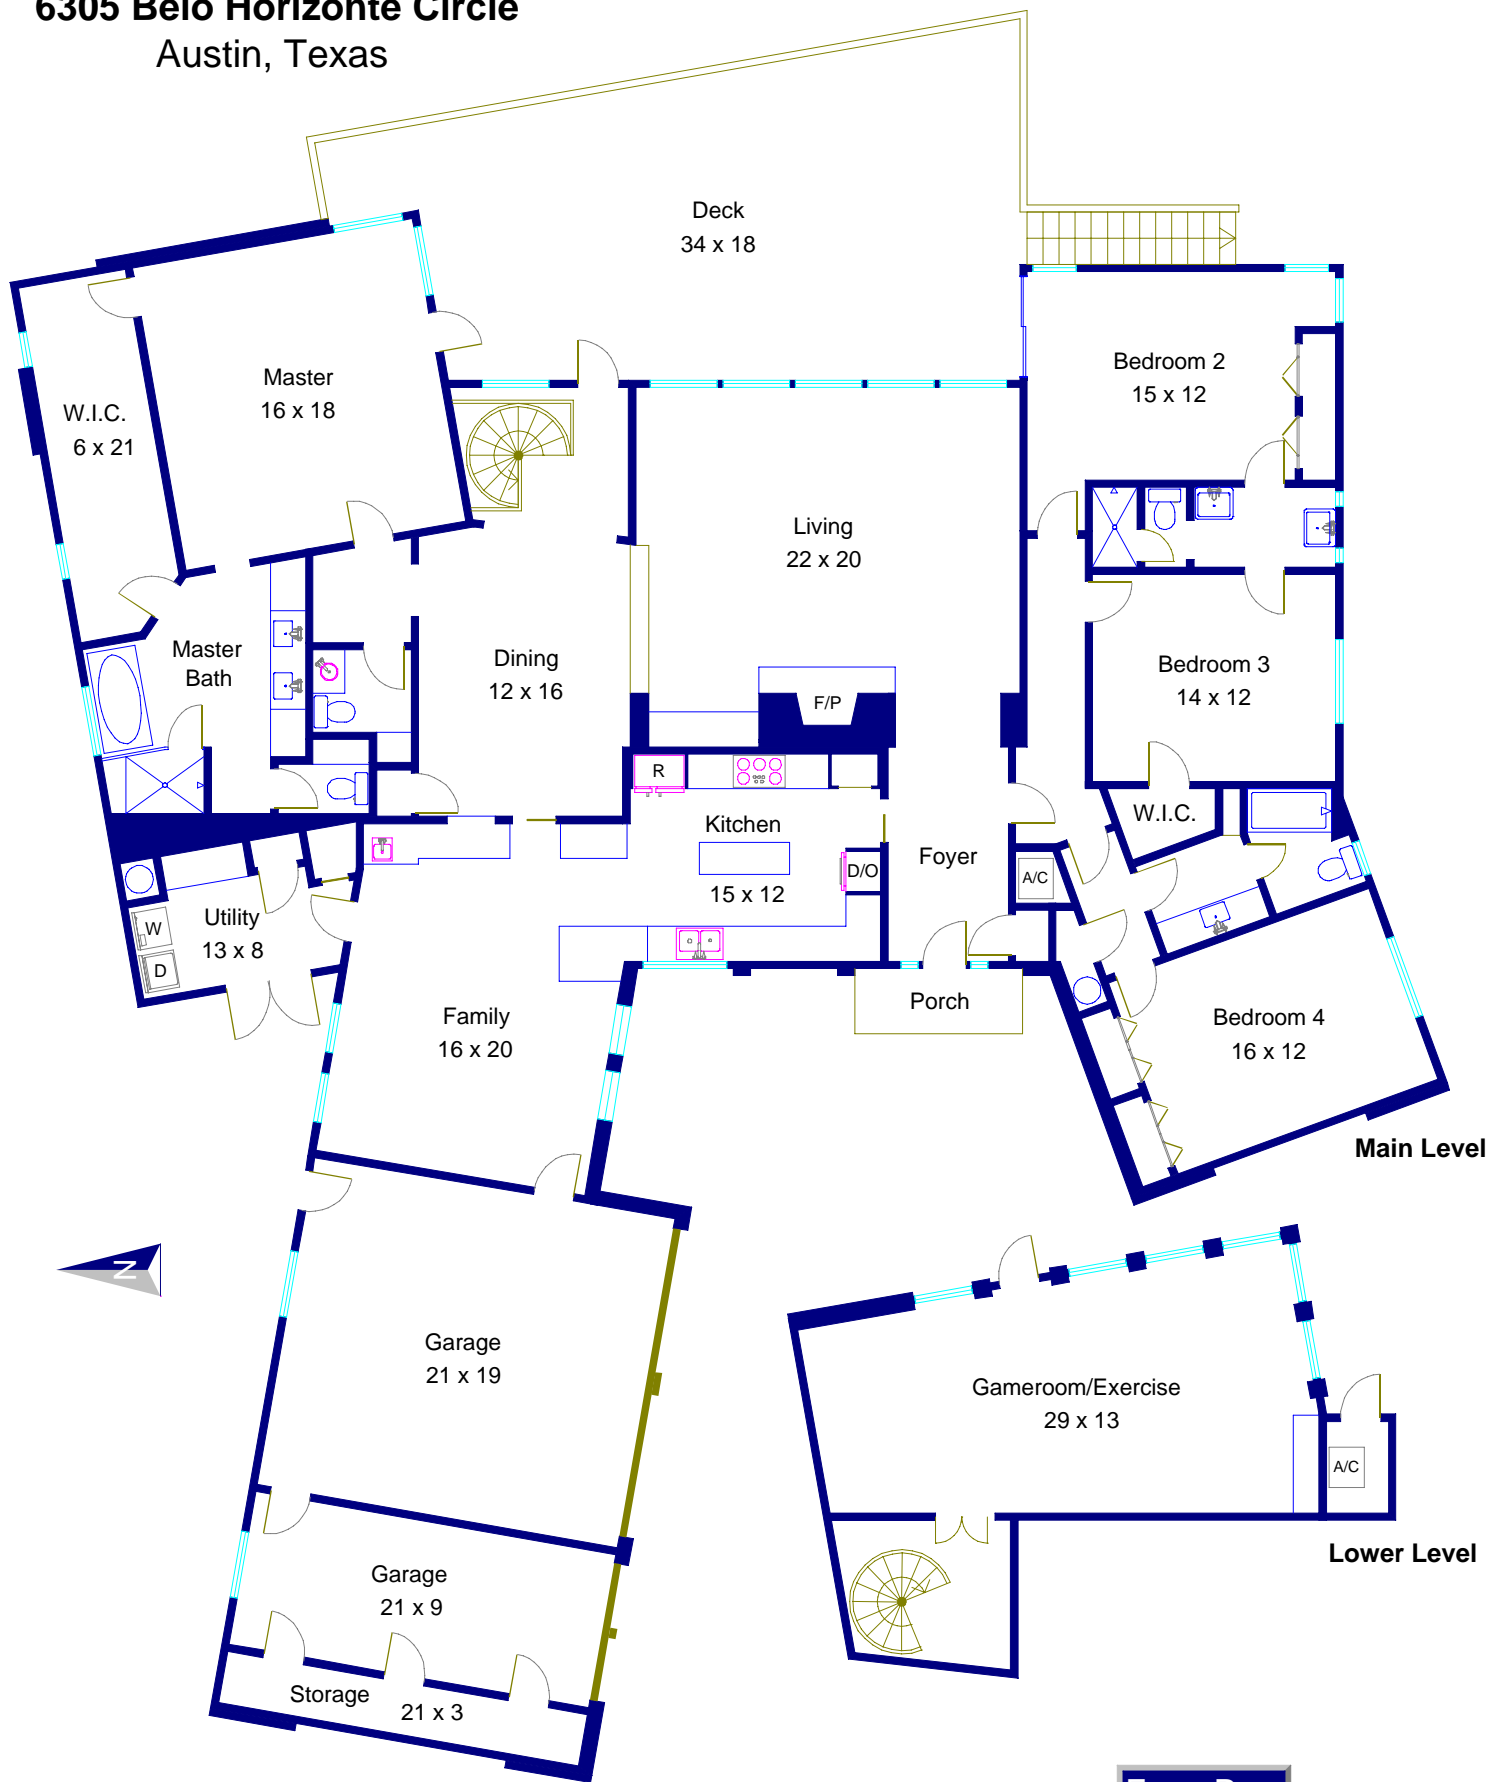 6305 Belo Horizonte Circle
Austin, Texas
Deck
34 x 18
Master
16 x 18
W.I.C.
6 x 21
Bedroom 2
15 x 12
Living
22 x 20
Master
Bath
Dining
12 x 16
Bedroom 3
14 x 12
F/P
R
Kitchen
15 x 12
W.I.C.
Foyer
D/O
A/C
Utility
13 x 8
W
D
Porch
Family
16 x 20
Bedroom 4
16 x 12
Main Level
N
Garage
21 x 19
Gameroom/Exercise
29 x 13
A/C
Lower Level
Garage
21 x 9
Storage
21 x 3